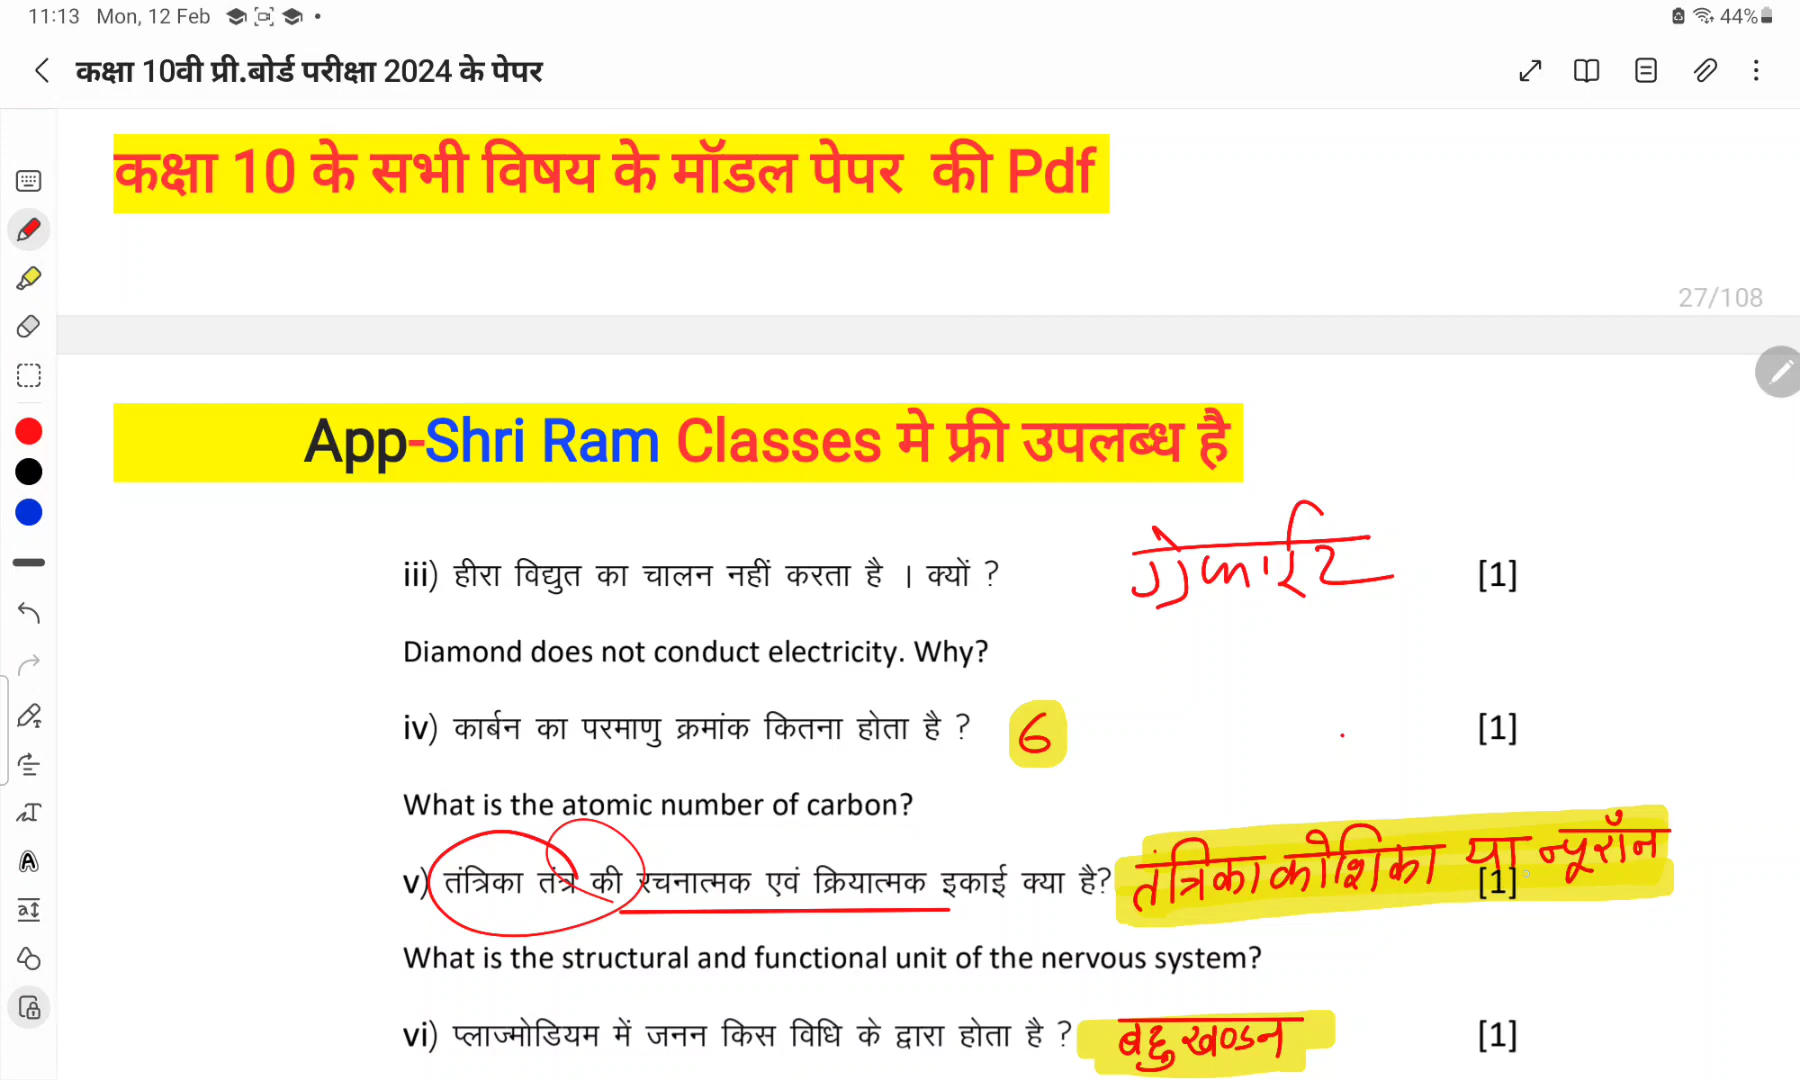 11:13 Mon, 12 Feb
44%
कक्षा 10वी प्री.बोर्ड परीक्षा 2024 के पेपर
कक्षा 10 के सभी विषय के मॉडल पेपर की Pdf
27/108
App-Shri Ram Classes मे फ्री उपलब्ध है
iii) हीरा विद्युत का चालन नहीं करता है । क्यों ? [1]
Diamond does not conduct electricity. Why?
iv) कार्बन का परमाणु क्रमांक कितना होता है ? 6 [1]
What is the atomic number of carbon?
v) तंत्रिका तंत्र की रचनात्मक एवं क्रियात्मक इकाई क्या है? तंत्रिका कोशिका या न्यूरॉन [1]
What is the structural and functional unit of the nervous system?
vi) प्लाज्मोडियम में जनन किस विधि के द्वारा होता है ? बहुखण्डन [1]